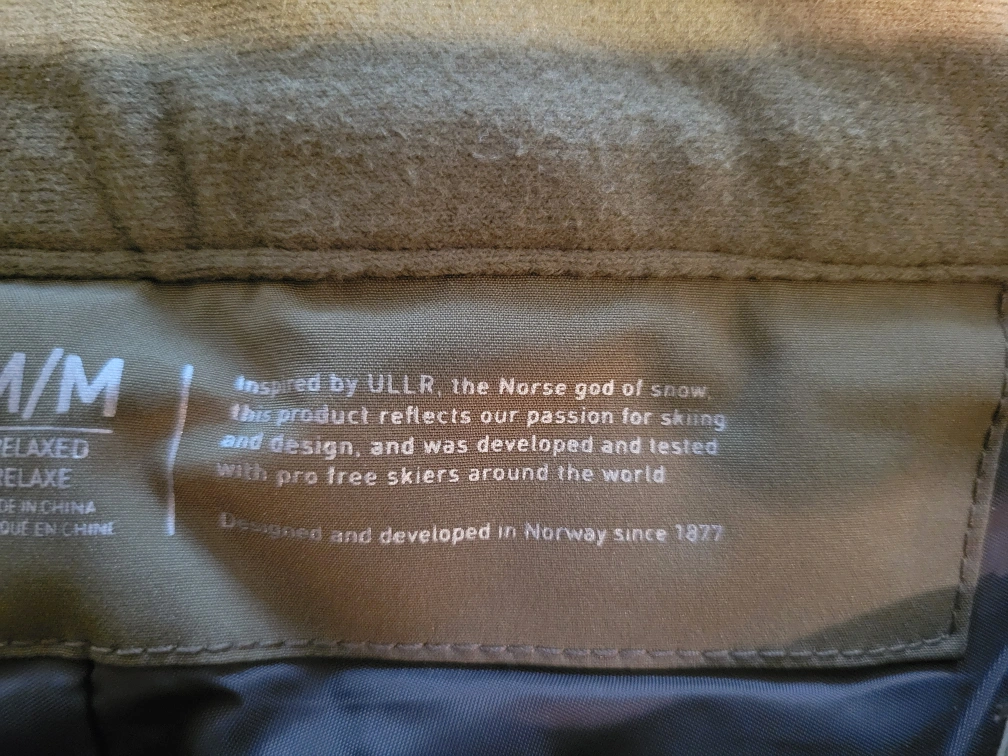 M/M
RELAXED
RELAXE
DE IN CHINA
QUÉ EN CHINE
Inspired by ULLR, the Norse god of snow,
this product reflects our passion for skiing
and design, and was developed and tested
with pro free skiers around the world
Designed and developed in Norway since 1877